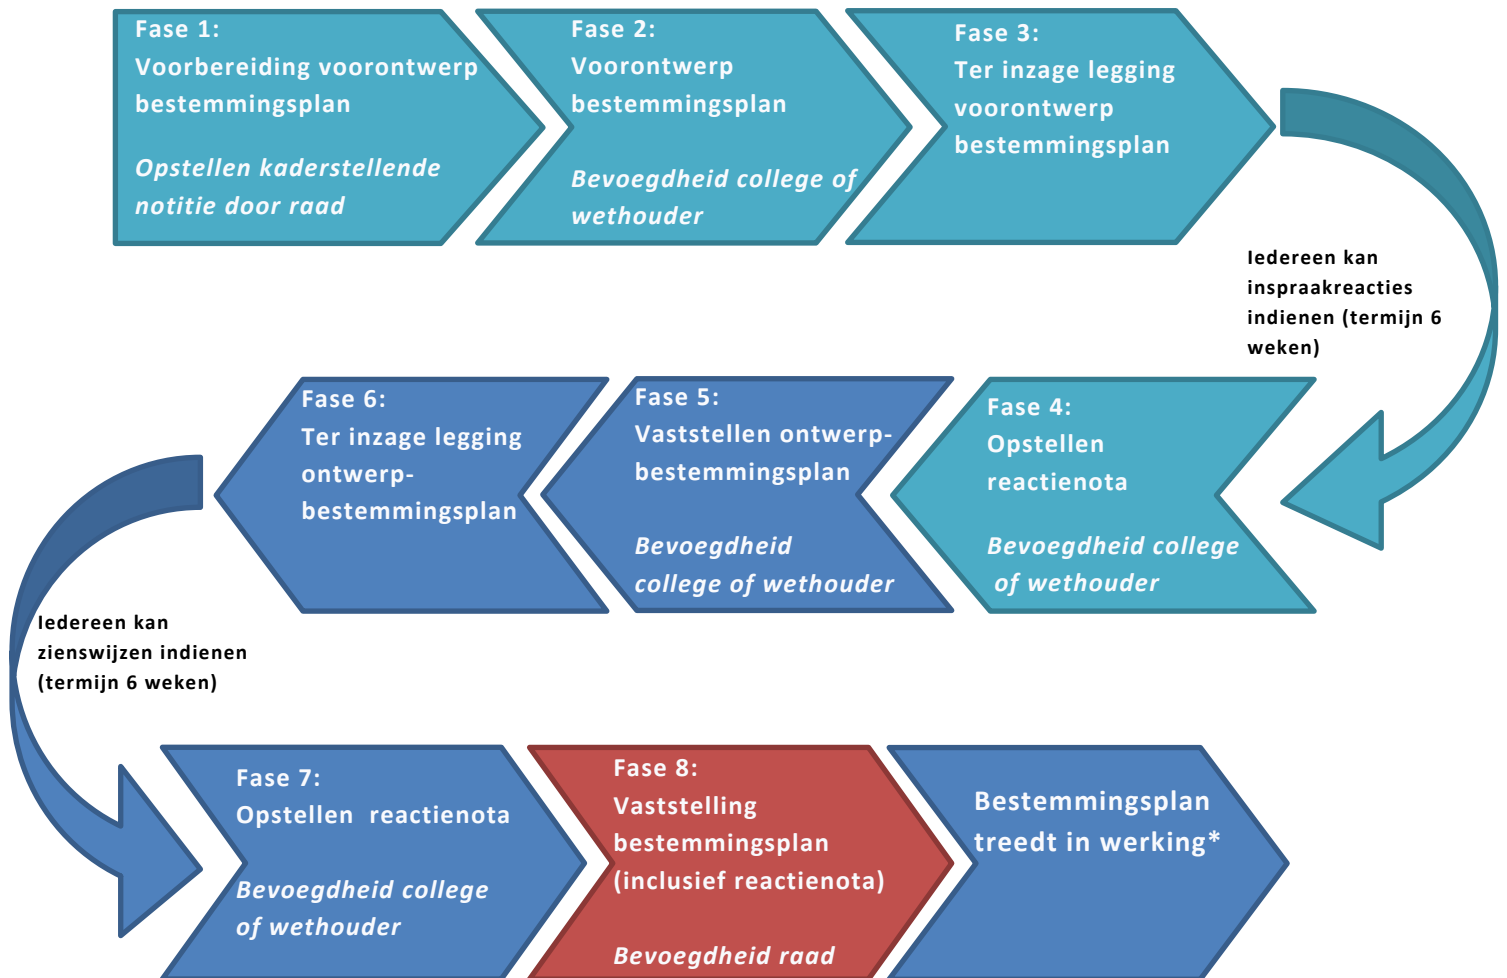 Fase 1:
Voorbereiding voorontwerp
bestemmingsplan
Opstellen kaderstellende
notitie door raad
Fase 2:
Voorontwerp
bestemmingsplan
Bevoegdheid college of
wethouder
Fase 3:
Ter inzage legging
voorontwerp
bestemmingsplan
Iedereen kan
inspraakreacties
indienen (termijn 6
weken)
Fase 4:
Opstellen
reactienota
Bevoegdheid college
of wethouder
Fase 5:
Vaststellen ontwerp-
bestemmingsplan
Bevoegdheid
college of wethouder
Fase 6:
Ter inzage legging
ontwerp-
bestemmingsplan
Iedereen kan
zienswijzen indienen
(termijn 6 weken)
Fase 7:
Opstellen reactienota
Bevoegdheid college
of wethouder
Fase 8:
Vaststelling
bestemmingsplan
(inclusief reactienota)
Bevoegdheid raad
Bestemmingsplan
treedt in werking*